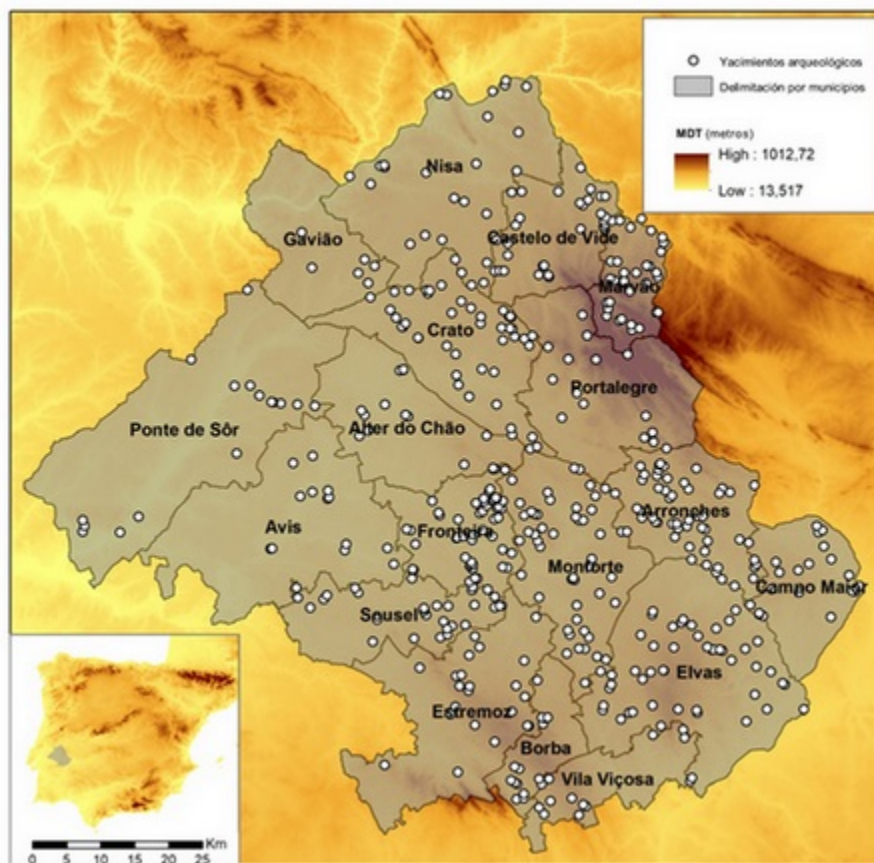 Yacimientos arqueológicos
Delimitación por municipios
MDT (metros)
High : 1012,72
Low : 13,517
Nisa
Gavião
Castelo de Vide
Marvão
Crato
Portalegre
Ponte de Sôr
Alter do Chão
Avis
Fronteira
Arronches
Monforte
Campo Maior
Sousel
Elvas
Estremoz
Borba
Vila Viçosa
Km
0 5 10 15 20 25